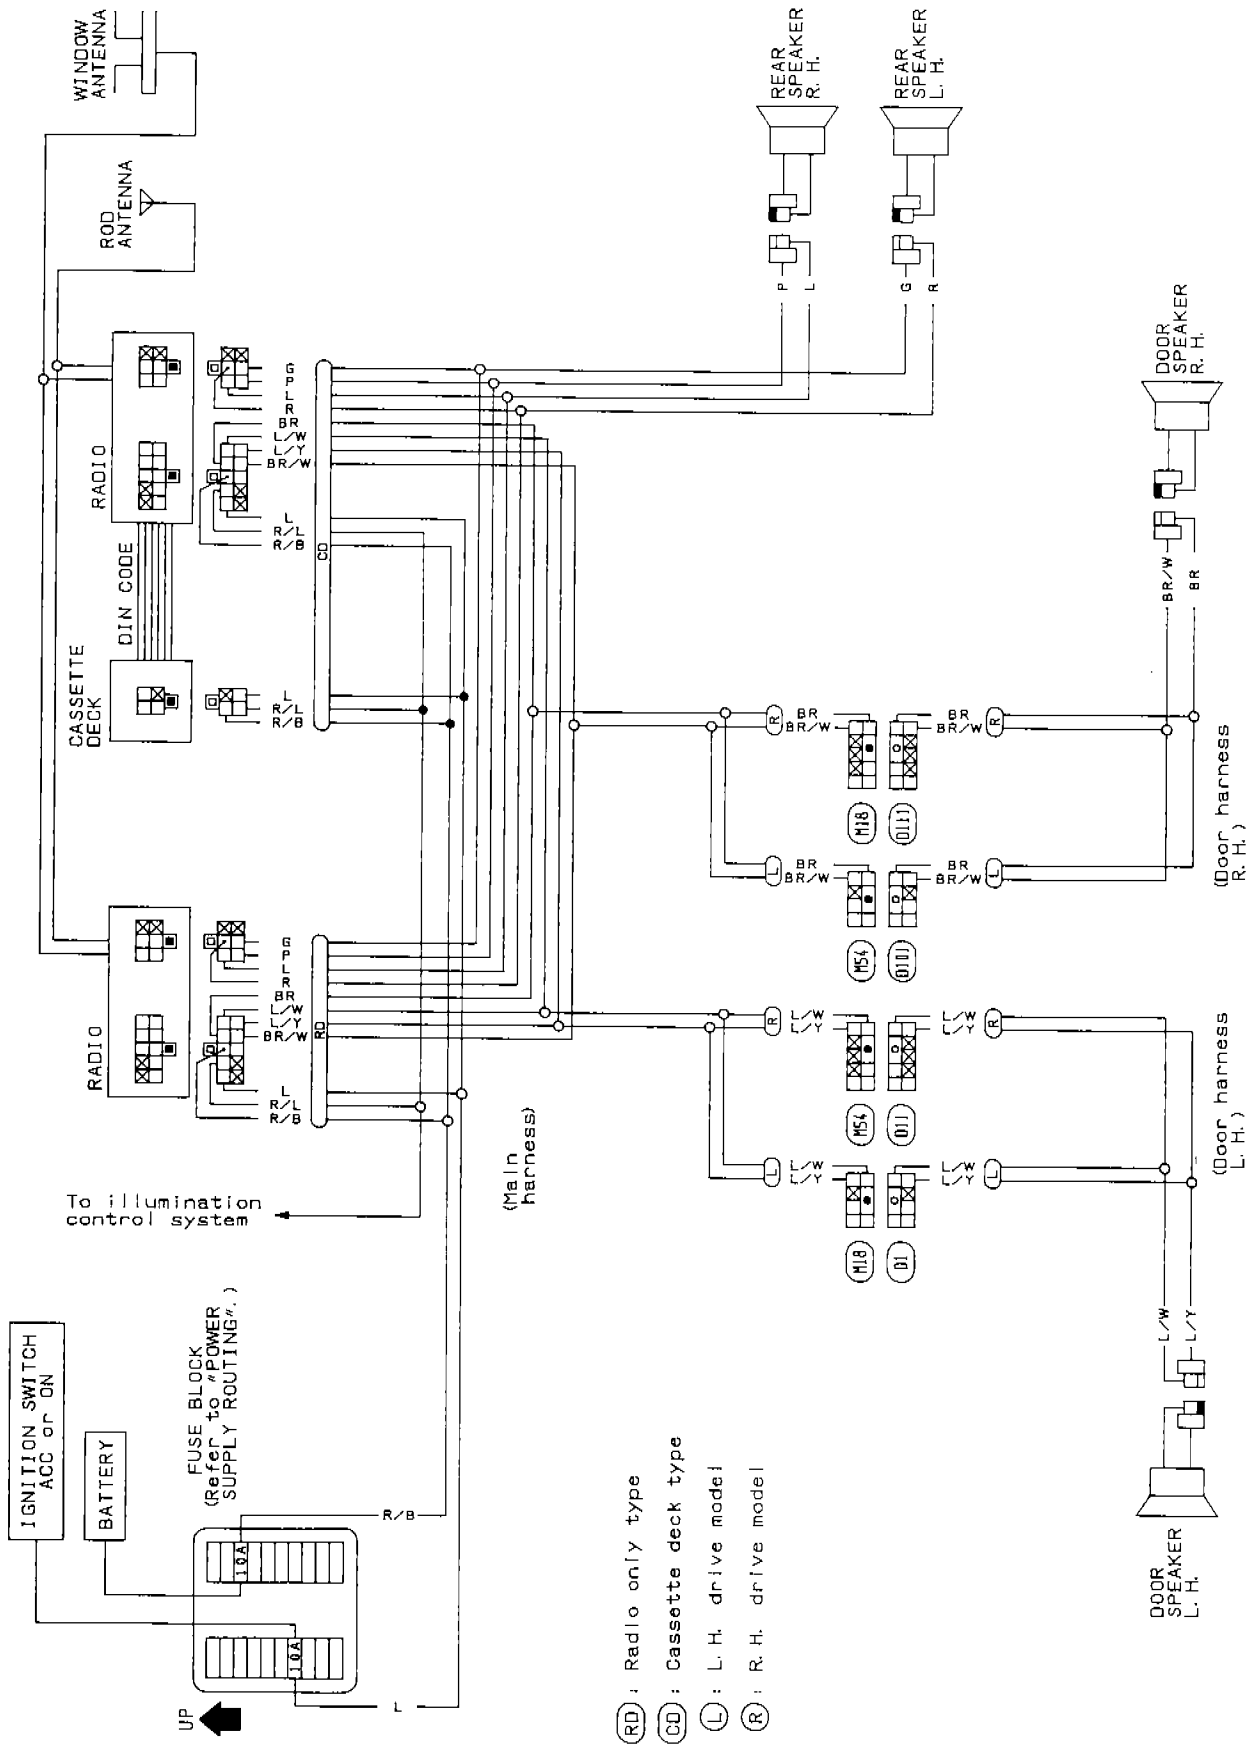 IGNITION SWITCH
ACC or ON
BATTERY
FUSE BLOCK
(Refer to "POWER
SUPPLY ROUTING".)
UP
10A
10A
L
R/B
To illumination
control system
RADIO
G
P
L
R
BR
L/W
L/Y
BR/W
L
R/L
R/B
RD
CASSETTE
DECK
L
R/L
R/B
DIN CODE
RADIO
G
P
L
R
BR
L/W
L/Y
BR/W
L
R/L
R/B
CD
ROD
ANTENNA
WINDOW
ANTENNA
(Main
harness)
REAR
SPEAKER
R. H.
P
L
REAR
SPEAKER
L. H.
G
R
R
BR
BR/W
M18
D111
BR
BR/W
R
L
BR
BR/W
M54
D101
BR
BR/W
L
R
L/W
L/Y
M54
D11
L/W
L/Y
R
L
L/W
L/Y
M18
D1
L/W
L/Y
L
DOOR
SPEAKER
R. H.
BR/W
BR
(Door harness
R. H.)
(Door harness
L. H.)
L/W
L/Y
DOOR
SPEAKER
L. H.
RD : Radio only type
CD : Cassette deck type
L : L. H. drive model
R : R. H. drive model